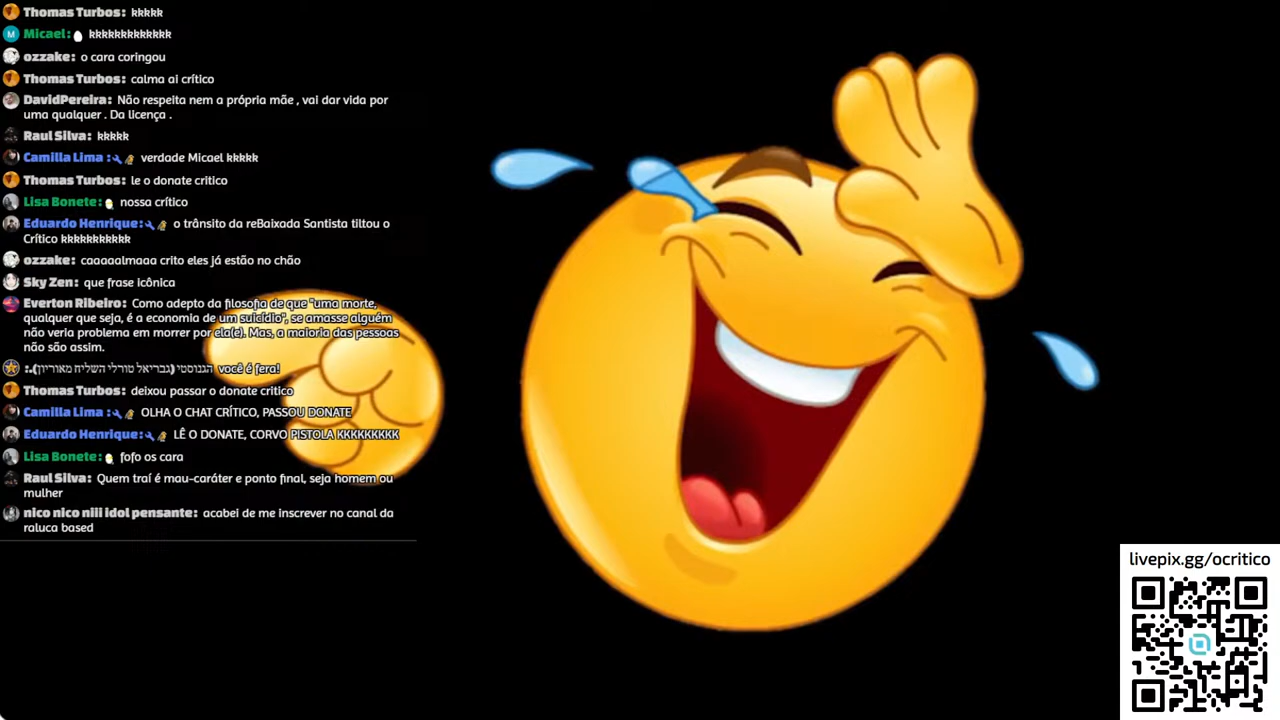 Thomas Turbos: kkkkk
Micael: kkkkkkkkkkkkk
ozzake: o cara coringou
Thomas Turbos: calma ai crítico
DavidPereira: Não respeita nem a própria mãe , vai dar vida por
uma qualquer . Da licença .
Raul Silva: kkkkk
Camilla Lima : verdade Micael kkkkk
Thomas Turbos: le o donate critico
Lisa Bonete: nossa crítico
Eduardo Henrique: o trânsito da reBaixada Santista tiltou o
Crítico kkkkkkkkkkk
ozzake: caaaaalmaaa crito eles já estão no chão
Sky Zen: que frase icônica
Everton Ribeiro: Como adepto da filosofia de que "uma morte,
qualquer que seja, é a economia de um suicídio", se amasse alguém
não veria problema em morrer por ela(e). Mas, a maioria das pessoas
não são assim.
הגנוסטי (גבריאל טורלי השליח מאוריון).: você é fera!
Thomas Turbos: deixou passar o donate critico
Camilla Lima : OLHA O CHAT CRÍTICO, PASSOU DONATE
Eduardo Henrique: LÊ O DONATE, CORVO PISTOLA KKKKKKKKK
Lisa Bonete: fofo os cara
Raul Silva: Quem traí é mau-caráter e ponto final, seja homem ou
mulher
nico nico niii idol pensante: acabei de me inscrever no canal da
raluca based
livepix.gg/ocritico